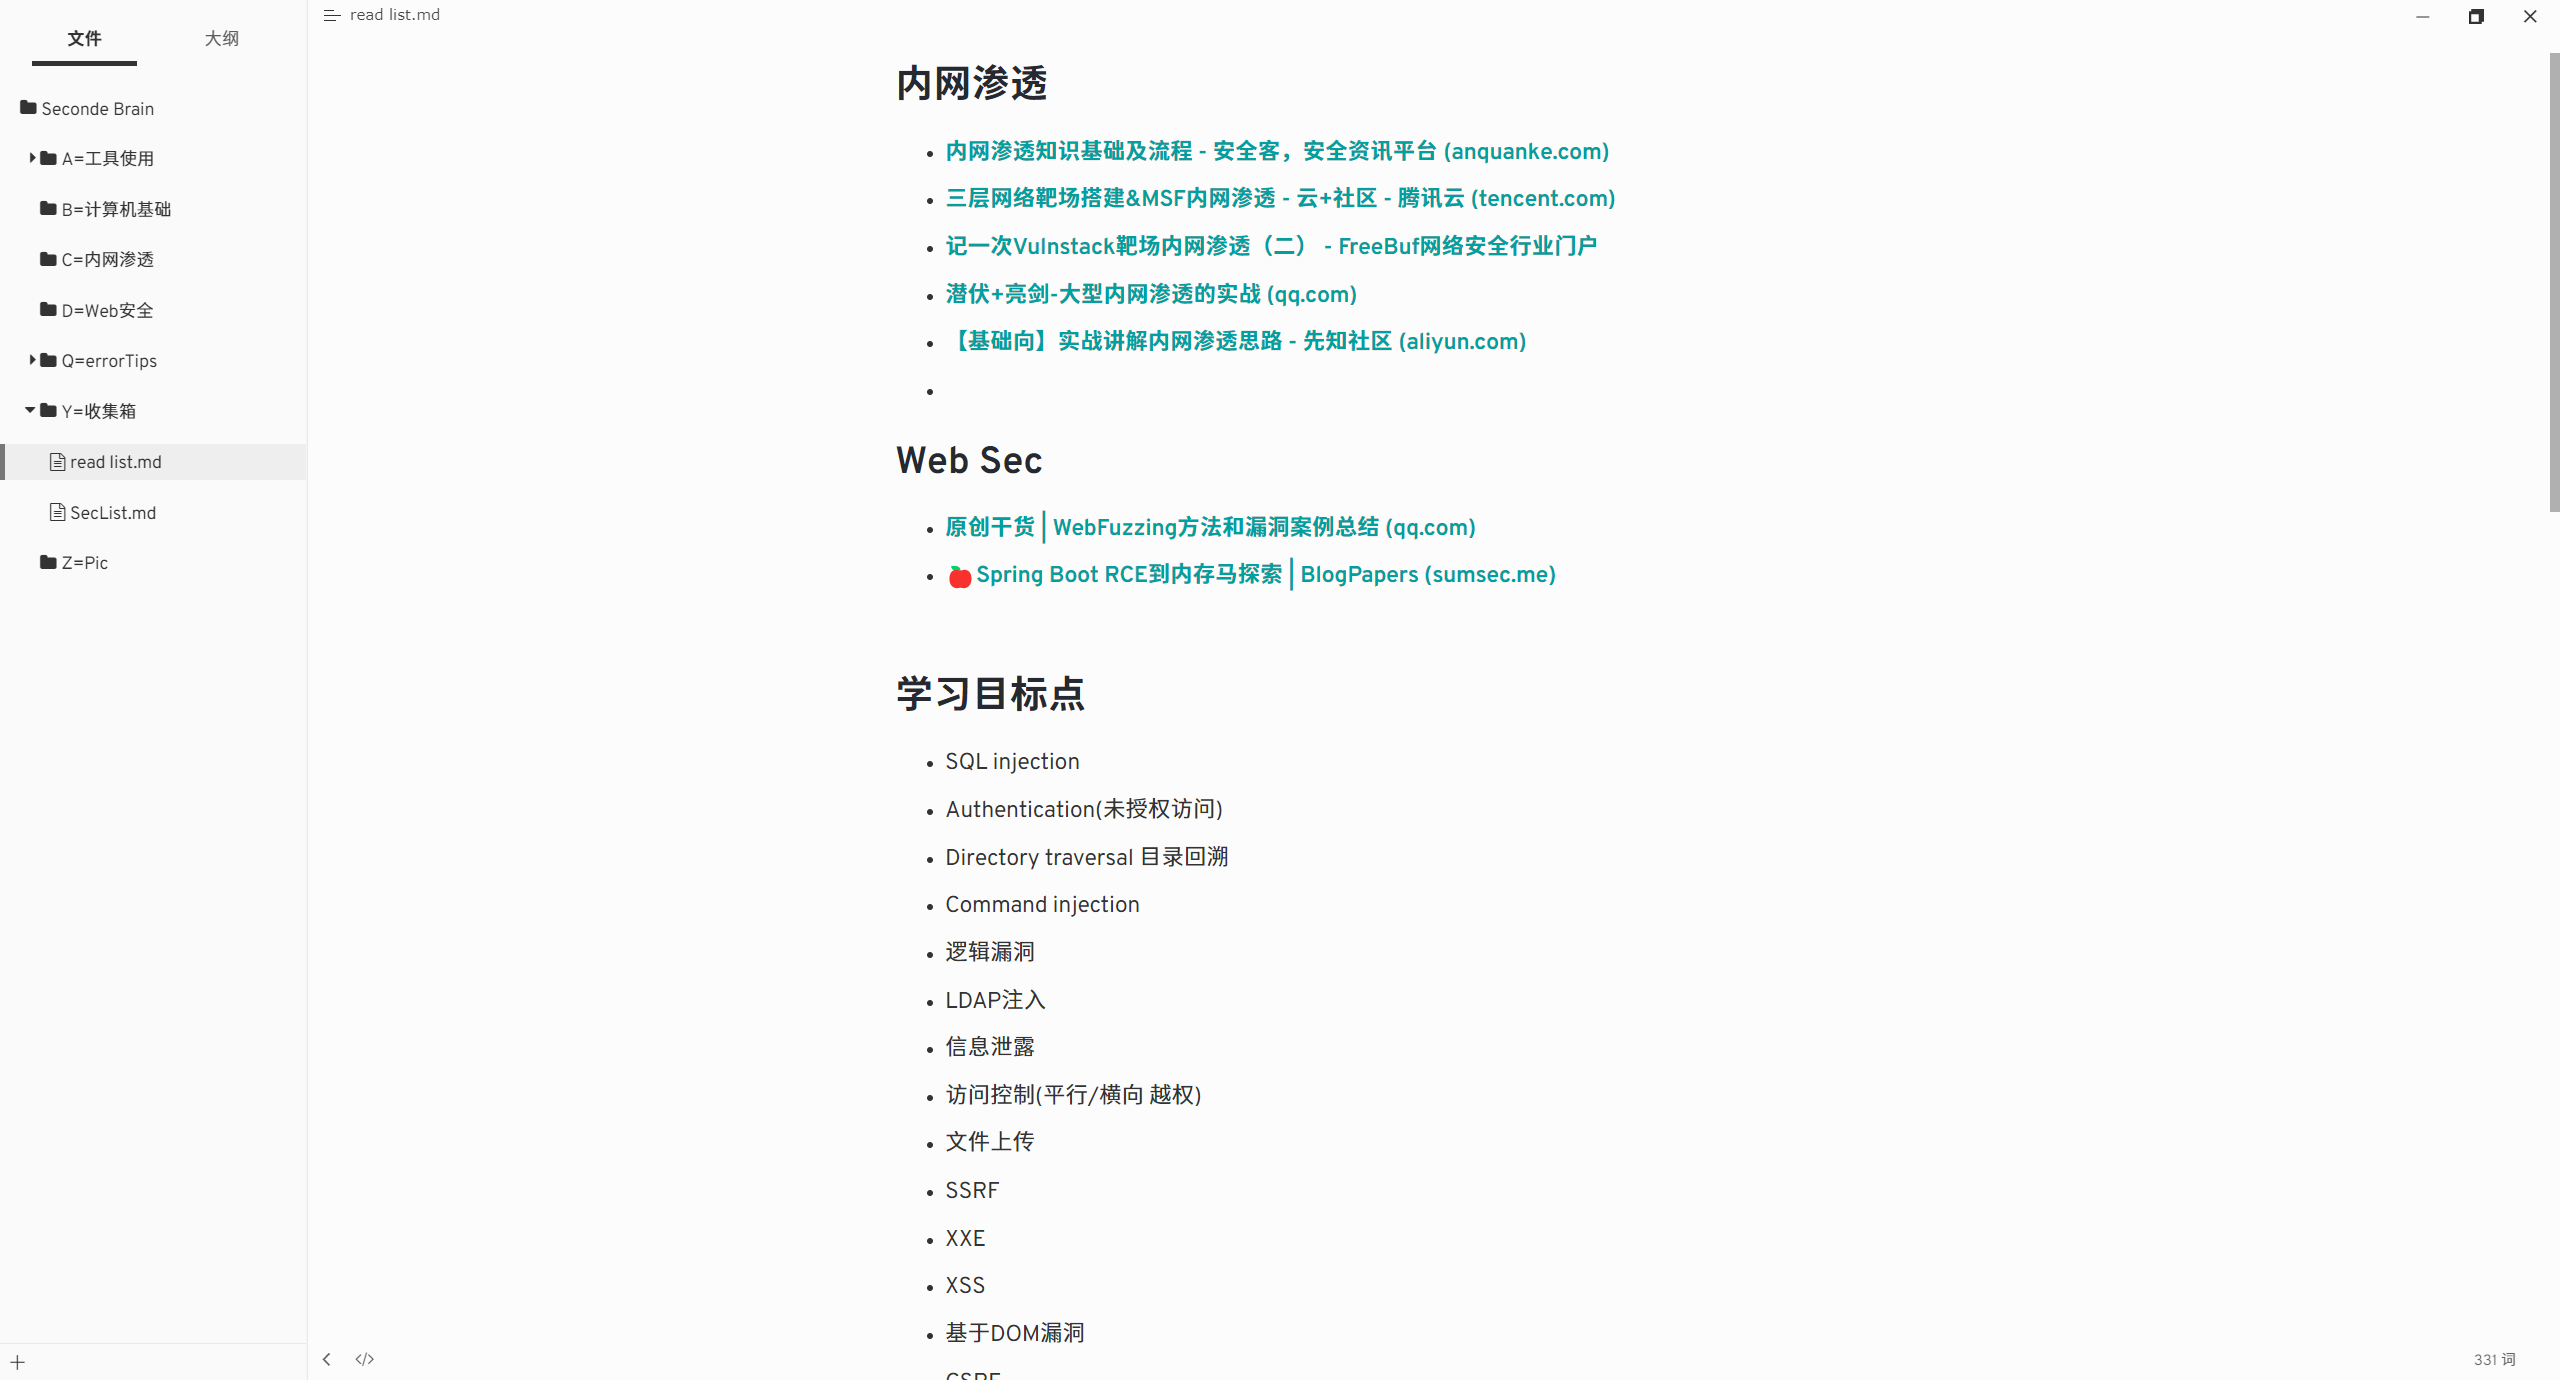 文件
大纲
Seconde Brain
A=工具使用
B=计算机基础
C=内网渗透
D=Web安全
Q=errorTips
Y=收集箱
read list.md
SecList.md
Z=Pic
read list.md
内网渗透
内网渗透知识基础及流程 - 安全客，安全资讯平台 (anquanke.com)
三层网络靶场搭建&MSF内网渗透 - 云+社区 - 腾讯云 (tencent.com)
记一次Vulnstack靶场内网渗透（二） - FreeBuf网络安全行业门户
潜伏+亮剑-大型内网渗透的实战 (qq.com)
【基础向】实战讲解内网渗透思路 - 先知社区 (aliyun.com)
Web Sec
原创干货 | WebFuzzing方法和漏洞案例总结 (qq.com)
🍎Spring Boot RCE到内存马探索 | BlogPapers (sumsec.me)
学习目标点
SQL injection
Authentication(未授权访问)
Directory traversal 目录回溯
Command injection
逻辑漏洞
LDAP注入
信息泄露
访问控制(平行/横向 越权)
文件上传
SSRF
XXE
XSS
基于DOM漏洞
CSRF
331 词